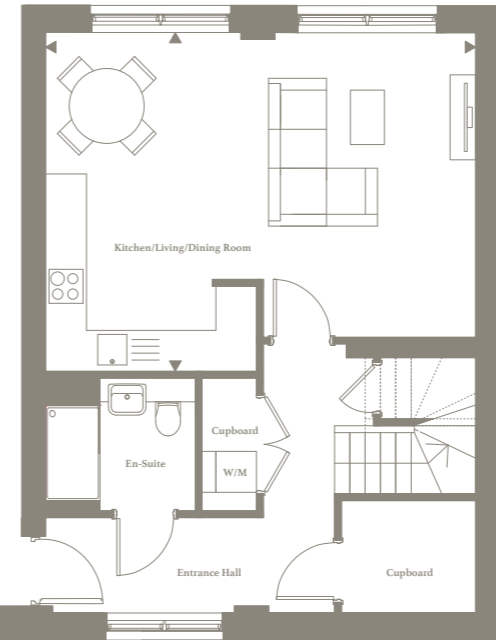 Kitchen/Living/Dining Room
Cupboard
En-Suite
W/M
Entrance Hall
Cupboard